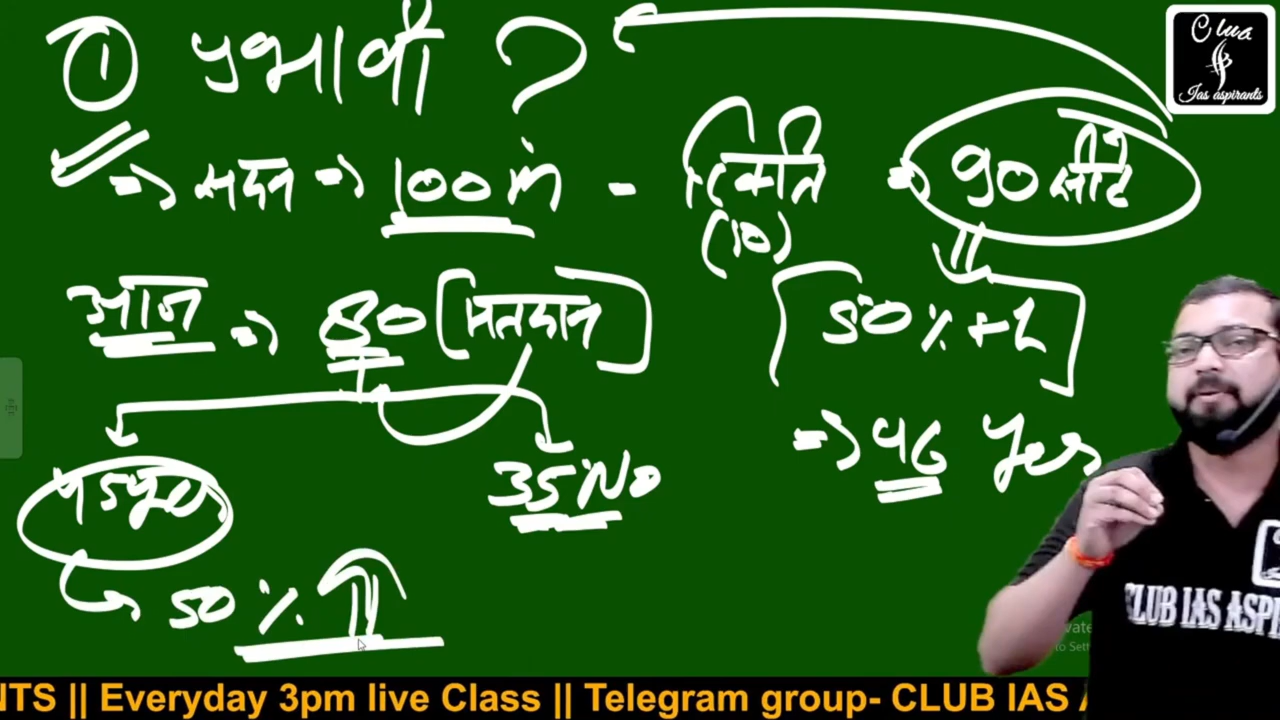 ① प्रभावी ?
Club
Ias aspirants
⇒ सदन ⇒ 100 m - रिक्ति ⇒ 90 सीट
(10)
आज ⇒ 80 [मतदान] [50%+1]
⇒ 46 Yes
45 Yes 35 No
→ 50% ⇑
CLUB IAS ASPI
NTS || Everyday 3pm live Class || Telegram group- CLUB IAS A